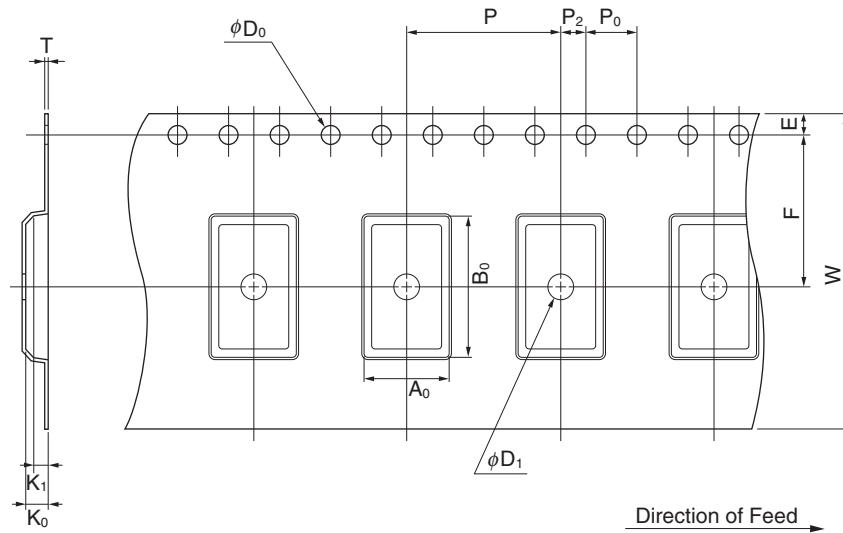 T
φD₀
P
P₂
P₀
E
F
W
B₀
A₀
φD₁
K₁
K₀
Direction of Feed